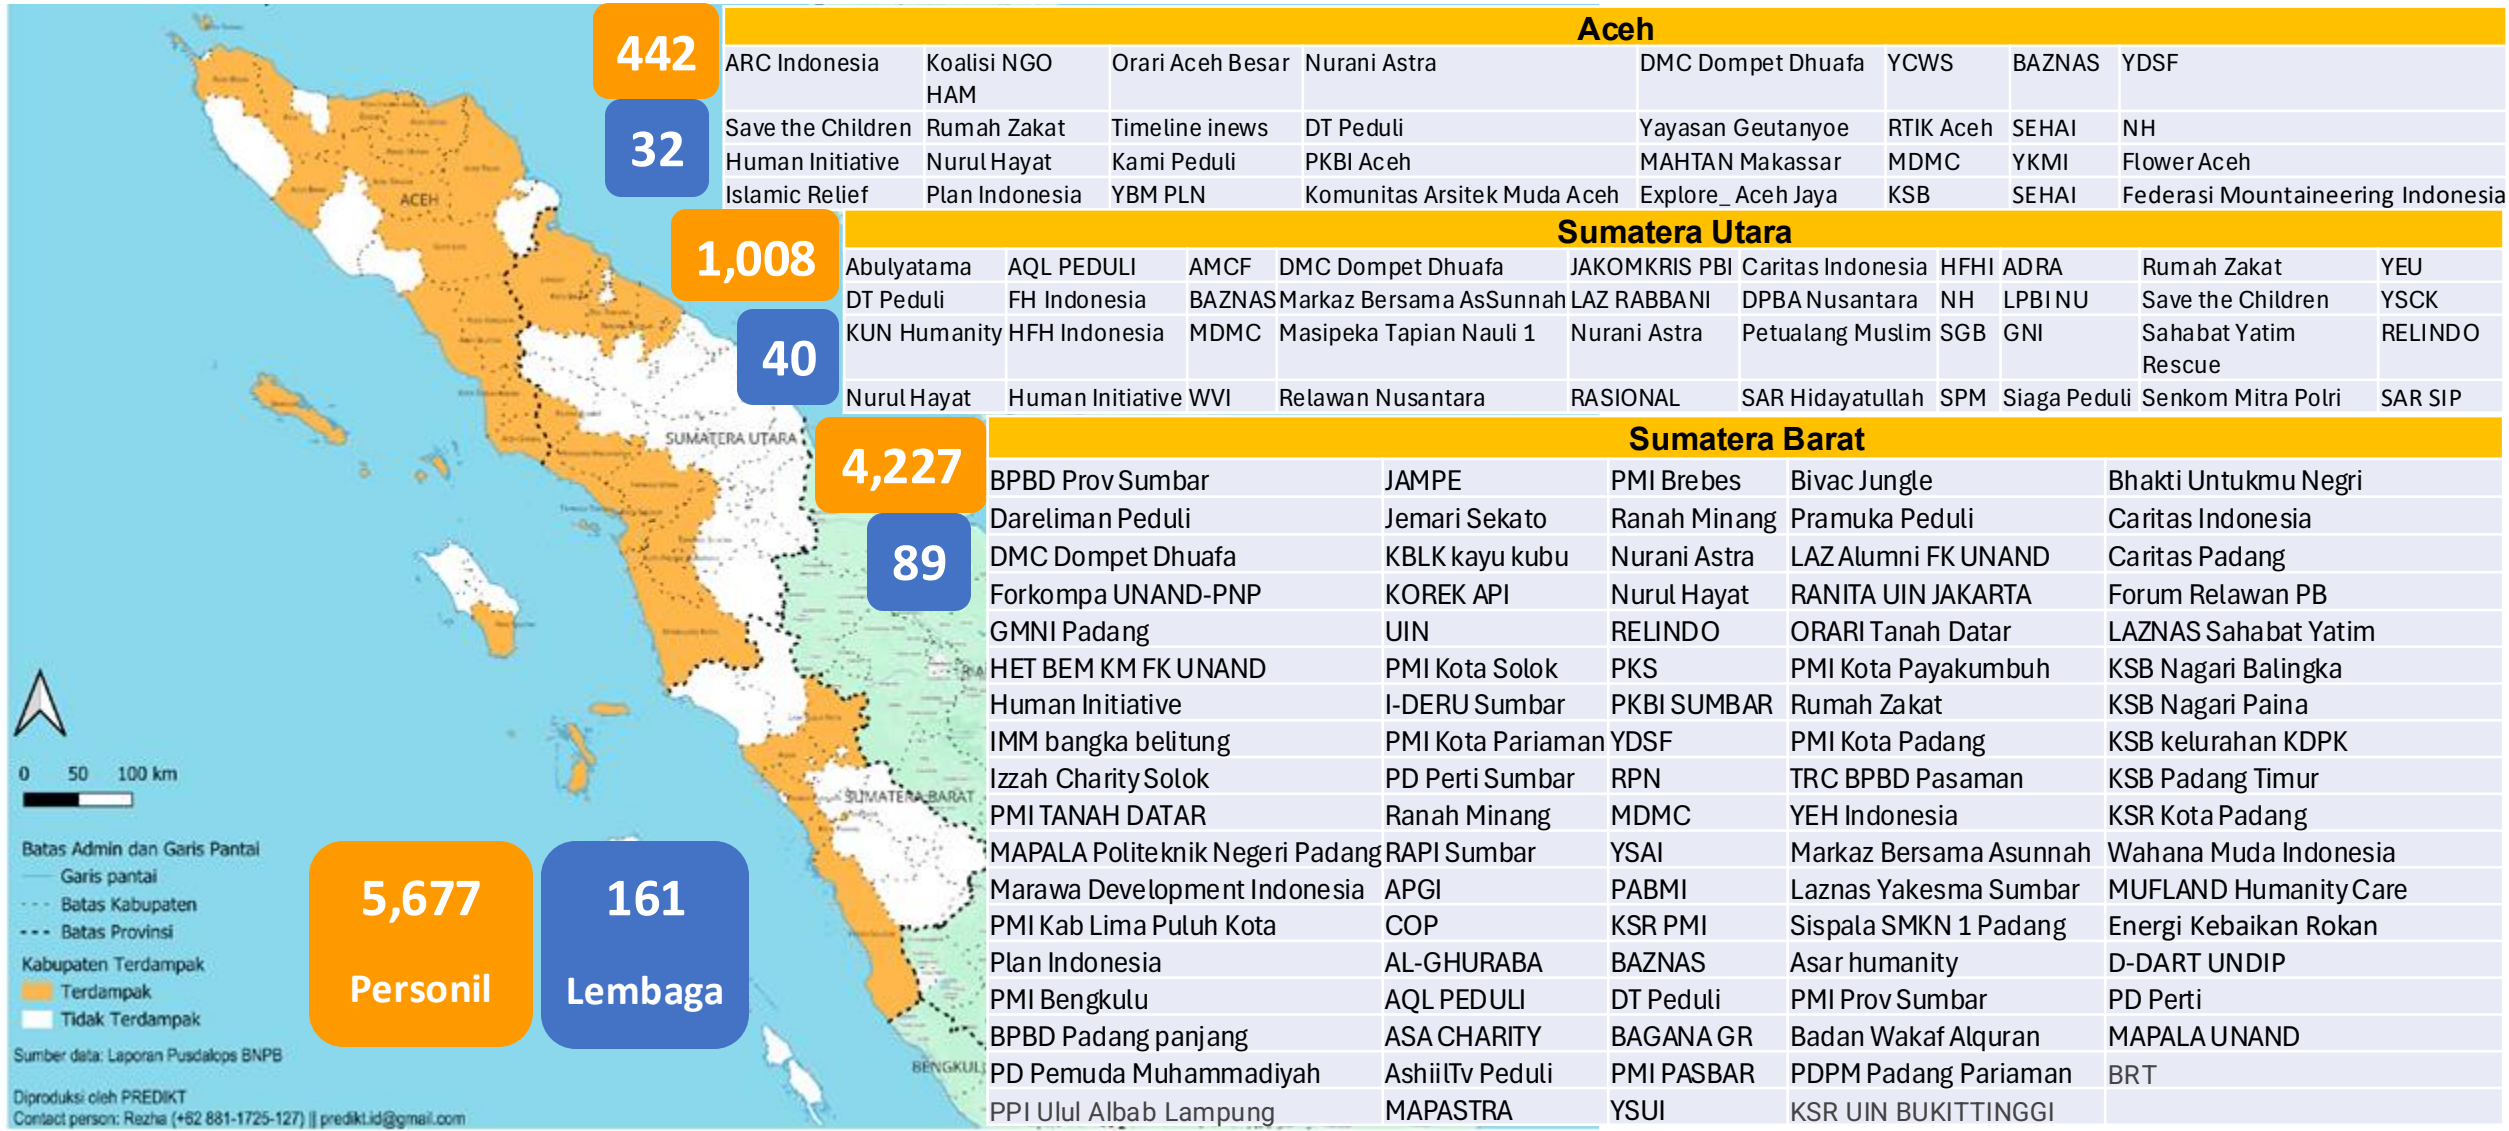 442
32
Aceh
ARC Indonesia Koalisi NGO HAM Orari Aceh Besar Nurani Astra DMC Dompet Dhuafa YCWS BAZNAS YDSF
Save the Children Rumah Zakat Timeline inews DT Peduli Yayasan Geutanyoe RTIK Aceh SEHAI NH
Human Initiative Nurul Hayat Kami Peduli PKBI Aceh MAHTAN Makassar MDMC YKMI Flower Aceh
Islamic Relief Plan Indonesia YBM PLN Komunitas Arsitek Muda Aceh Explore_ Aceh Jaya KSB SEHAI Federasi Mountaineering Indonesia
1,008
40
Sumatera Utara
Abulyatama AQL PEDULI AMCF DMC Dompet Dhuafa JAKOMKRIS PBI Caritas Indonesia HFHI ADRA Rumah Zakat YEU
DT Peduli FH Indonesia BAZNAS Markaz Bersama AsSunnah LAZ RABBANI DPBA Nusantara NH LPBI NU Save the Children YSCK
KUN Humanity HFH Indonesia MDMC Masipeka Tapian Nauli 1 Nurani Astra Petualang Muslim SGB GNI Sahabat Yatim Rescue RELINDO
Nurul Hayat Human Initiative WVI Relawan Nusantara RASIONAL SAR Hidayatullah SPM Siaga Peduli Senkom Mitra Polri SAR SIP
4,227
89
Sumatera Barat
BPBD Prov Sumbar JAMPE PMI Brebes Bivac Jungle Bhakti Untukmu Negri
Dareliman Peduli Jemari Sekato Ranah Minang Pramuka Peduli Caritas Indonesia
DMC Dompet Dhuafa KBLK kayu kubu Nurani Astra LAZ Alumni FK UNAND Caritas Padang
Forkompa UNAND-PNP KOREK API Nurul Hayat RANITA UIN JAKARTA Forum Relawan PB
GMNI Padang UIN RELINDO ORARI Tanah Datar LAZNAS Sahabat Yatim
HET BEM KM FK UNAND PMI Kota Solok PKS PMI Kota Payakumbuh KSB Nagari Balingka
Human Initiative I-DERU Sumbar PKBI SUMBAR Rumah Zakat KSB Nagari Paina
IMM bangka belitung PMI Kota Pariaman YDSF PMI Kota Padang KSB kelurahan KDPK
Izzah Charity Solok PD Perti Sumbar RPN TRC BPBD Pasaman KSB Padang Timur
PMI TANAH DATAR Ranah Minang MDMC YEH Indonesia KSR Kota Padang
MAPALA Politeknik Negeri Padang RAPI Sumbar YSAI Markaz Bersama Asunnah Wahana Muda Indonesia
Marawa Development Indonesia APGI PABMI Laznas Yakesma Sumbar MUFLAND Humanity Care
PMI Kab Lima Puluh Kota COP KSR PMI Sispala SMKN 1 Padang Energi Kebaikan Rokan
Plan Indonesia AL-GHURABA BAZNAS Asar humanity D-DART UNDIP
PMI Bengkulu AQL PEDULI DT Peduli PMI Prov Sumbar PD Perti
BPBD Padang panjang ASA CHARITY BAGANA GR Badan Wakaf Alquran MAPALA UNAND
PD Pemuda Muhammadiyah AshiilTv Peduli PMI PASBAR PDPM Padang Pariaman BRT
PPI Ulul Albab Lampung MAPASTRA YSUI KSR UIN BUKITTINGGI
ACEH
SUMATERA UTARA
SUMATERA BARAT
0 50 100 km
Batas Admin dan Garis Pantai
Garis pantai
Batas Kabupaten
Batas Provinsi
Kabupaten Terdampak
Terdampak
Tidak Terdampak
Sumber data: Laporan Pusdalops BNPB
Diproduksi oleh PREDIKT
Contact person: Rezha (+62 881-1725-127) || predikt.id@gmail.com
5,677
Personil
161
Lembaga